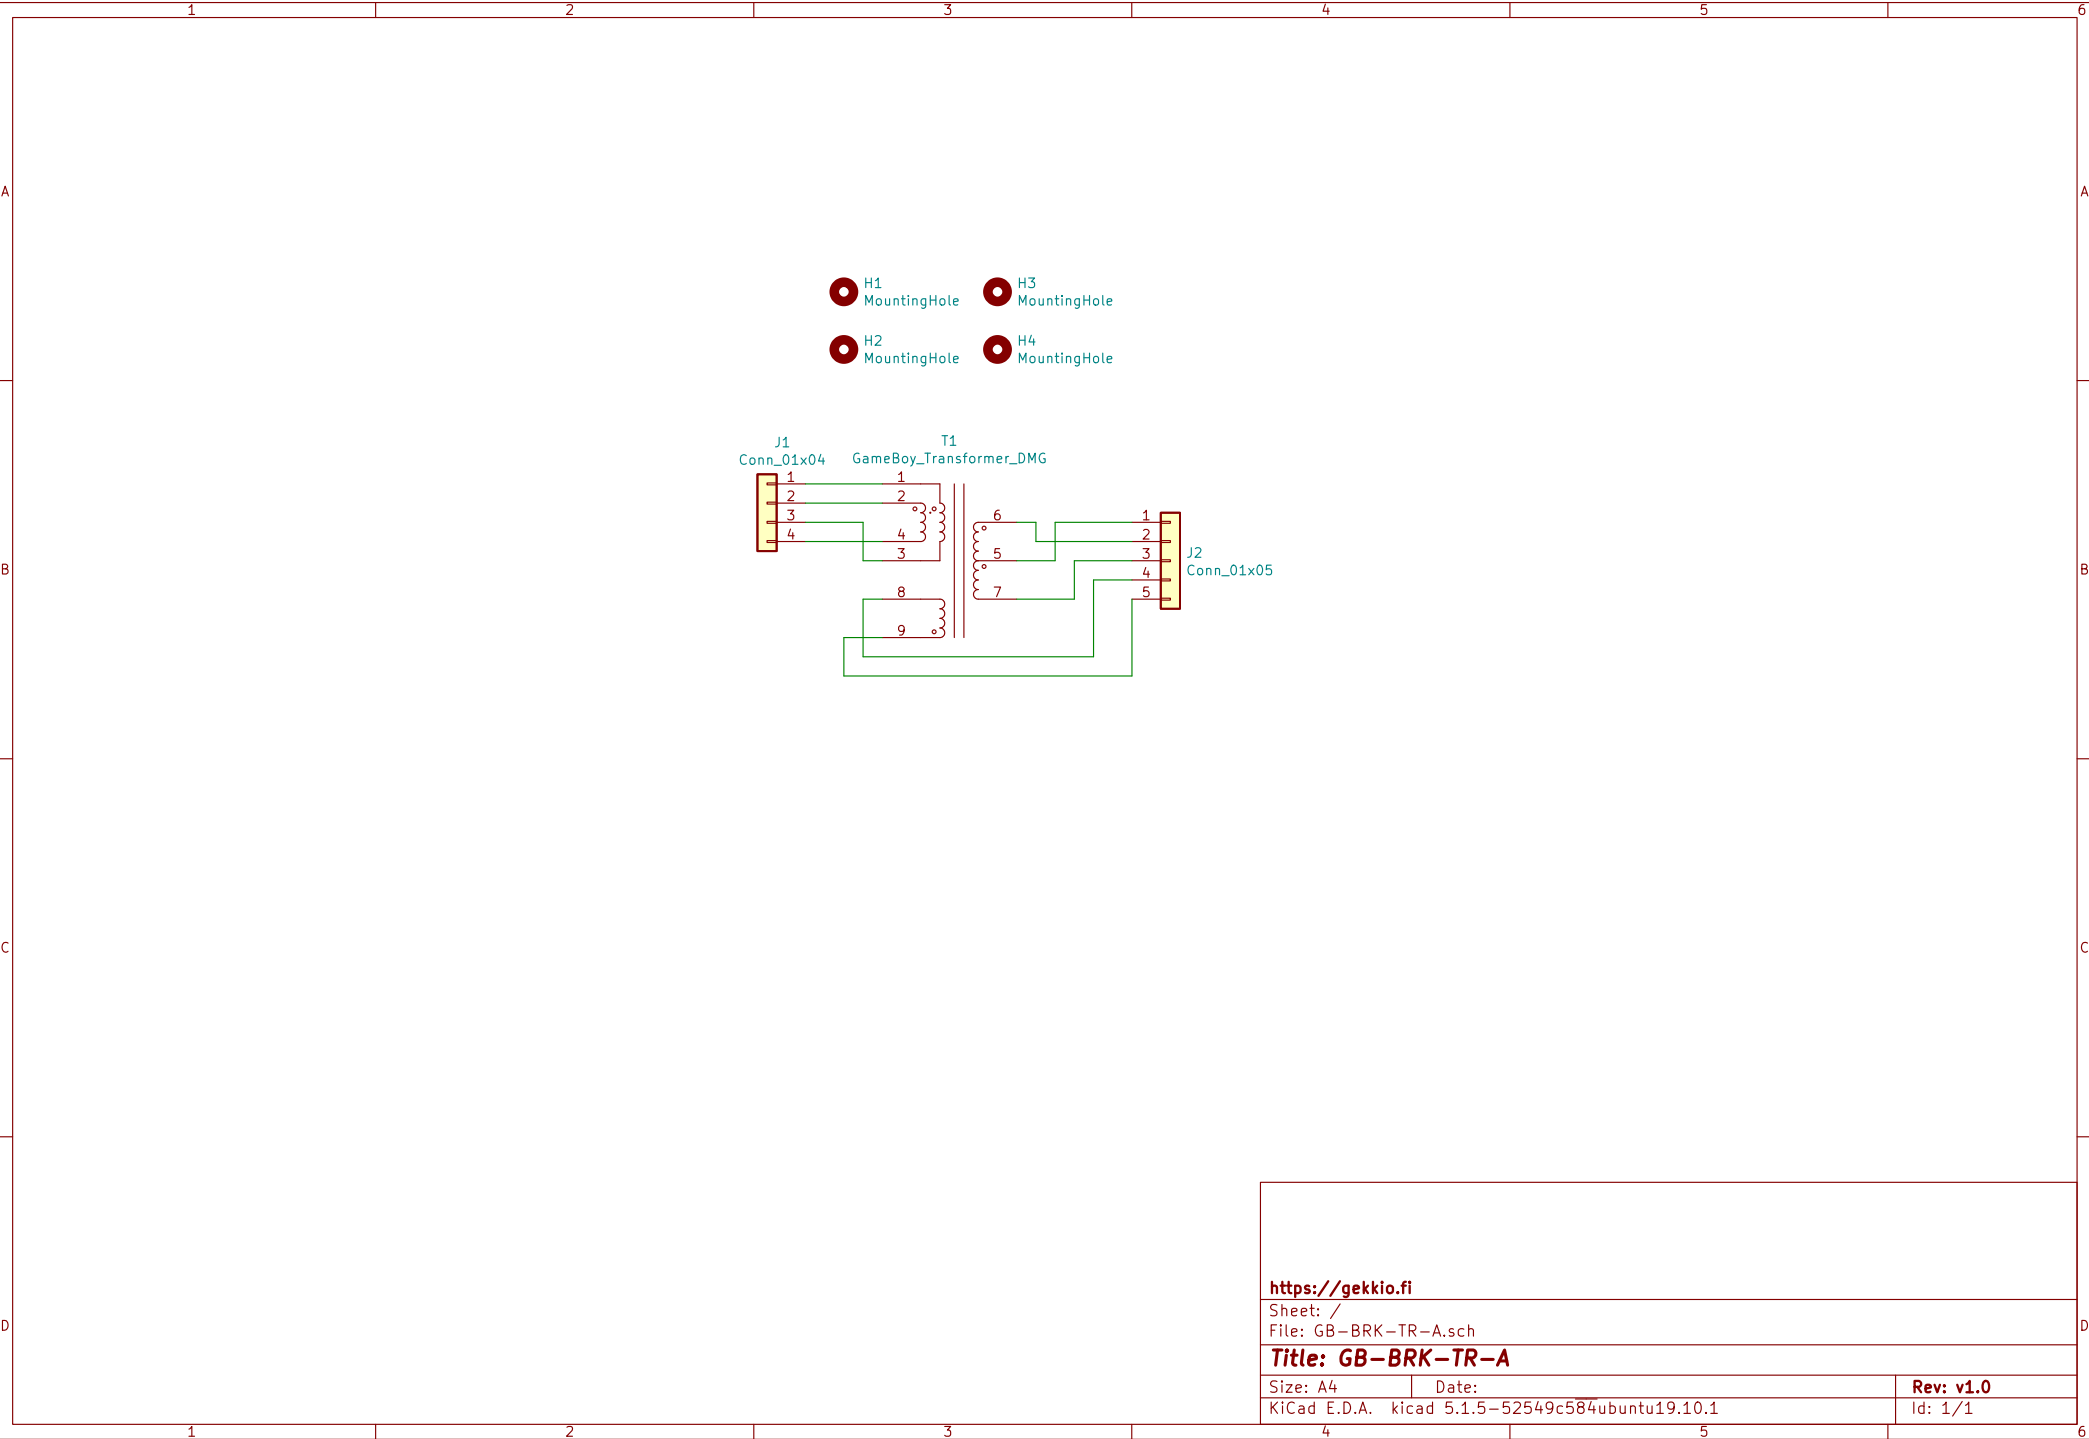 1 2 3 4 5 6
A A
H1
MountingHole
H3
MountingHole
H2
MountingHole
H4
MountingHole
J1
Conn_01x04
T1
GameBoy_Transformer_DMG
1 1
2 2
3 6 1
4 4 2
3 5 3
4
8 7 5
9
J2
Conn_01x05
B B
C C
https://gekkio.fi
Sheet: /
File: GB-BRK-TR-A.sch
D D
Title: GB-BRK-TR-A
Size: A4 Date: Rev: v1.0
KiCad E.D.A. kicad 5.1.5-52549c584ubuntu19.10.1 Id: 1/1
1 2 3 4 5 6